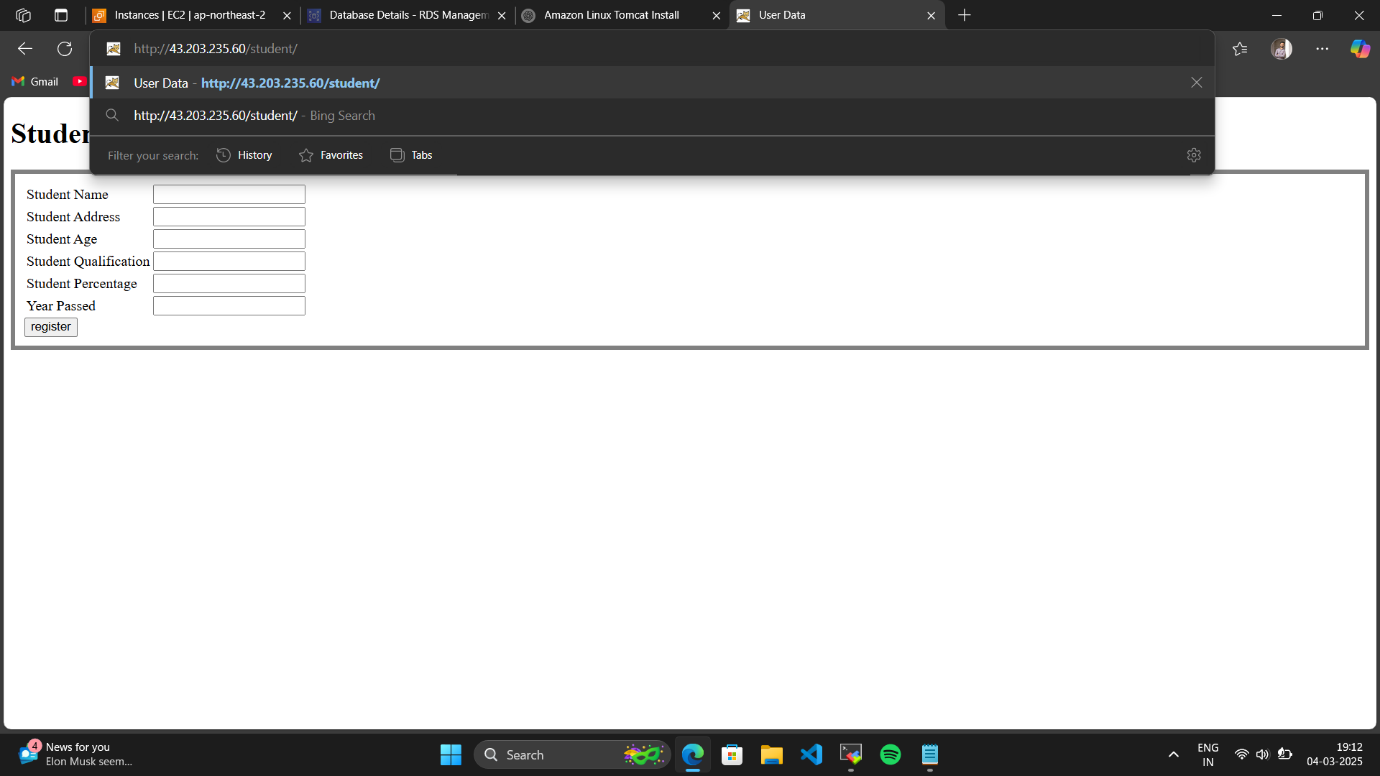 Instances | EC2 | ap-northeast-2
Database Details - RDS Managem
Amazon Linux Tomcat Install
User Data
http://43.203.235.60/student/
Gmail
User Data - http://43.203.235.60/student/
http://43.203.235.60/student/ - Bing Search
Filter your search:
History
Favorites
Tabs
Studen
Student Name
Student Address
Student Age
Student Qualification
Student Percentage
Year Passed
register
4
News for you
Elon Musk seem...
Search
ENG
IN
19:12
04-03-2025